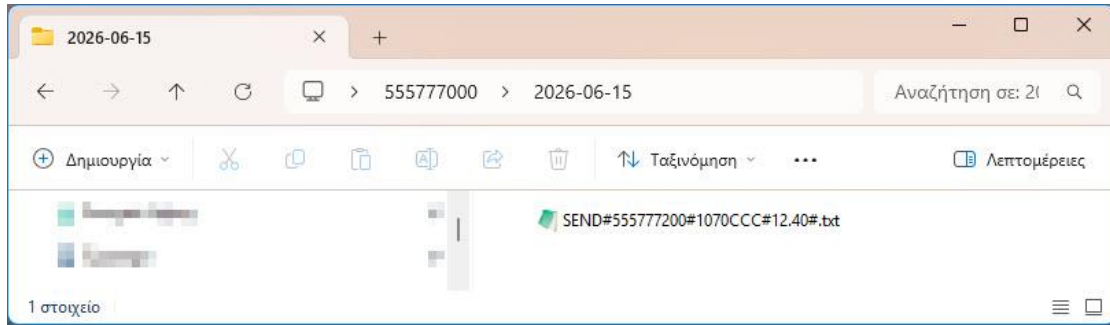 2026-06-15
555777000 > 2026-06-15
Αναζήτηση σε: 20
Δημιουργία
Ταξινόμηση
Λεπτομέρειες
SEND#555777200#1070CCC#12.40#.txt
1 στοιχείο